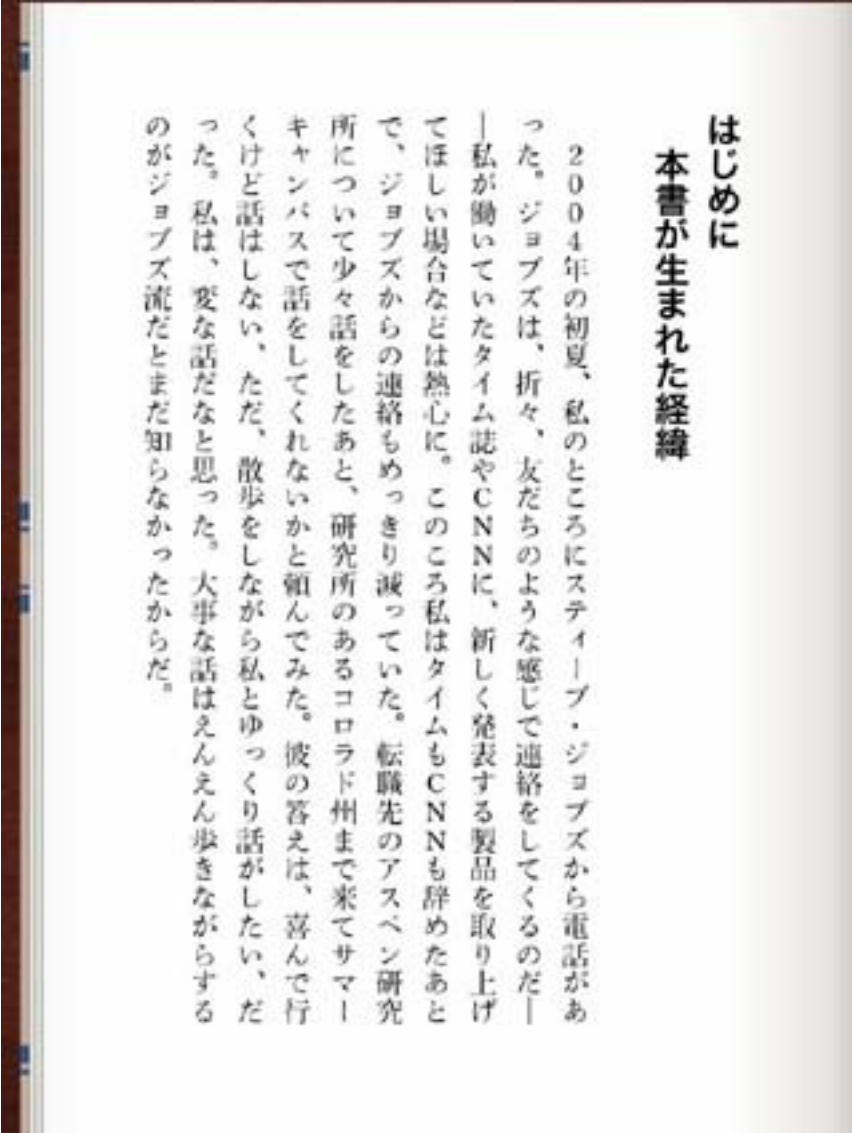 はじめに
本書が生まれた経緯
2004年の初夏、私のところにスティーブ・ジョブズから電話があ
った。ジョブズは、折々、友だちのような感じで連絡をしてくるのだ―
―私が働いていたタイム誌やCNNに、新しく発表する製品を取り上げ
てほしい場合などは熱心に。このころ私はタイムもCNNも辞めたあと
で、ジョブズからの連絡もめっきり減っていた。転職先のアスペン研究
所について少々話をしたあと、研究所のあるコロラド州まで来てサマー
キャンパスで話をしてくれないかと頼んでみた。彼の答えは、喜んで行
くけど話はしない、ただ、散歩をしながら私とゆっくり話がしたい、だ
った。私は、変な話だなと思った。大事な話はえんえん歩きながらする
のがジョブズ流だとまだ知らなかったからだ。